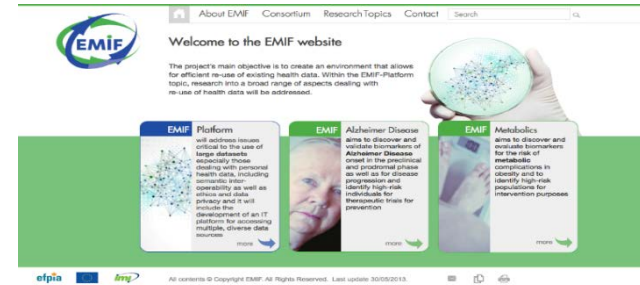 About EMIF Consortium Research Topics Contact Search
EMIF
Welcome to the EMIF website
The project's main objective is to create an environment that allows
for efficient re-use of existing health data. Within the EMIF-Platform
topic, research into a broad range of aspects dealing with
re-use of health data will be addressed.
EMIF Platform
will address issues
critical to the use of
large datasets
especially those
dealing with personal
health data, including
semantic inter-
operability as well as
ethics and data
privacy and it will
include the
development of an IT
platform for accessing
multiple, diverse data
sources
more
EMIF Alzheimer Disease
aims to discover and
validate biomarkers of
Alzheimer Disease
onset in the preclinical
and prodromal phase
as well as for disease
progression and
identify high-risk
individuals for
therapeutic trials for
prevention
more
EMIF Metabolics
aims to discover and
evaluate biomarkers
for the risk of
metabolic
complications in
obesity and to
identify high-risk
populations for
intervention purposes
more
efpia imi All contents © Copyright EMIF. All Rights Reserved. Last update 30/05/2013.